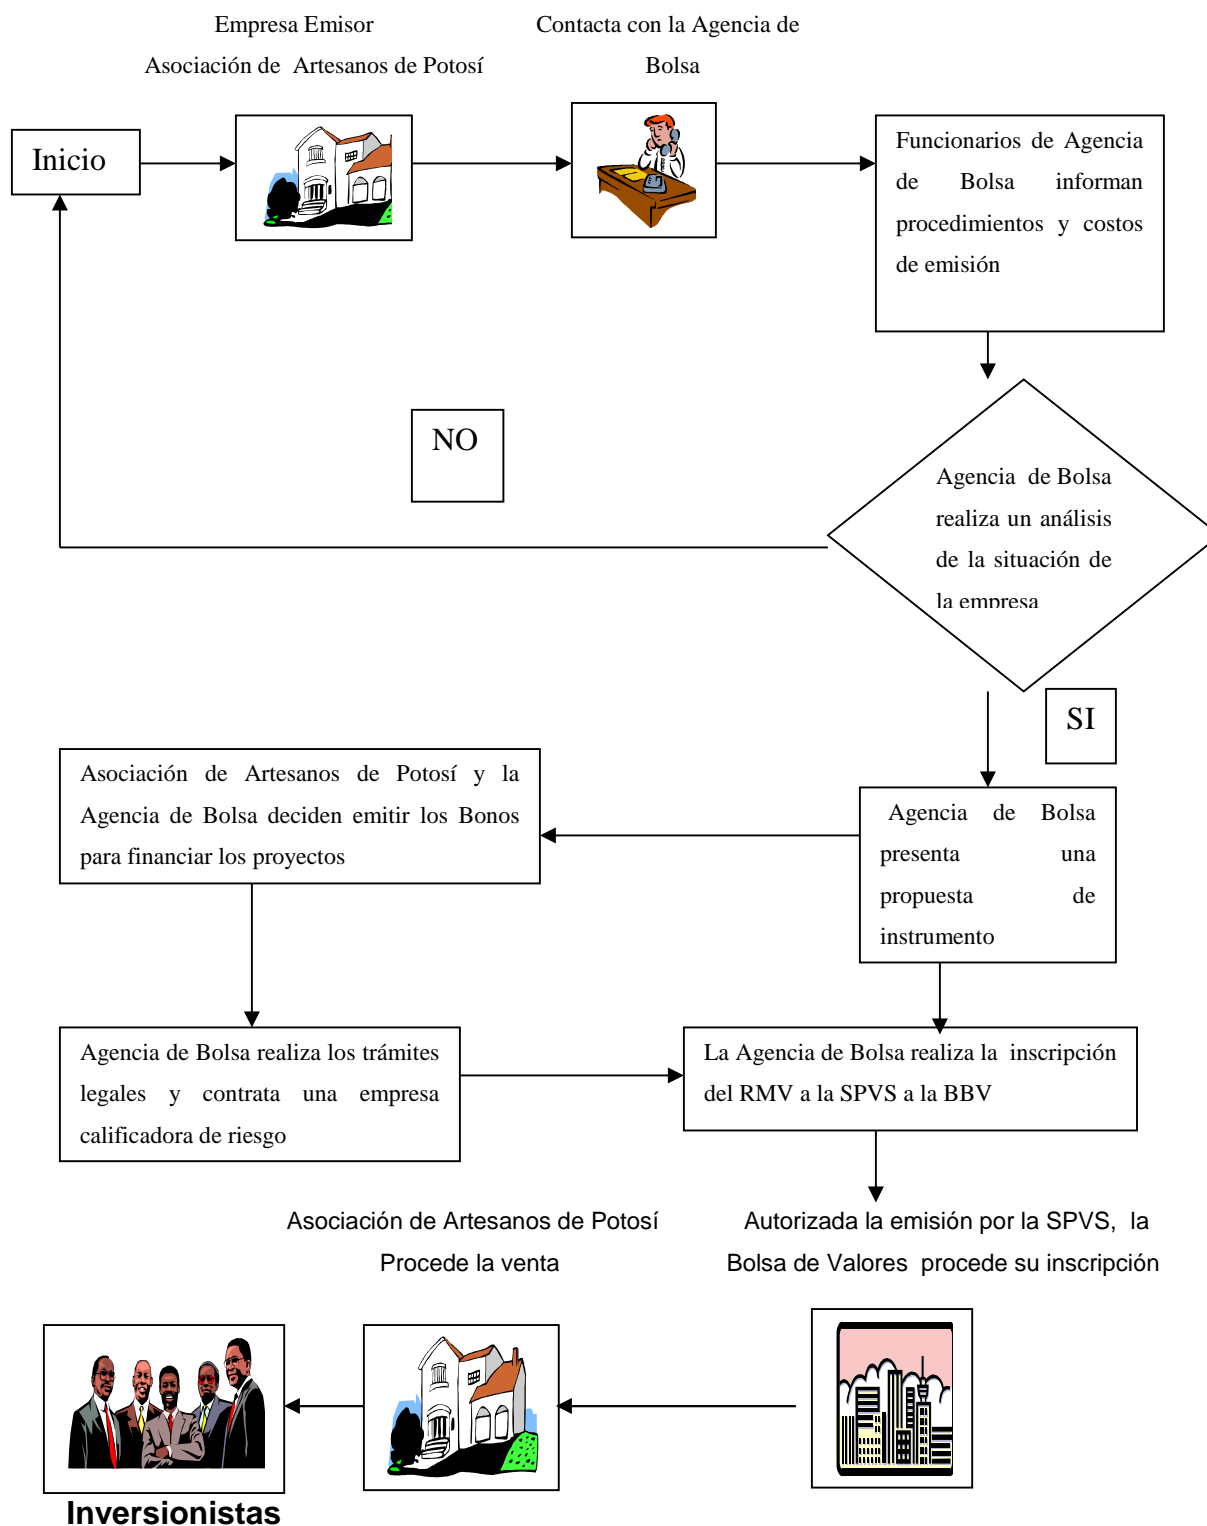 Empresa Emisor
Asociación de Artesanos de Potosí
Contacta con la Agencia de
Bolsa
Inicio
Funcionarios de Agencia
de Bolsa informan
procedimientos y costos
de emisión
NO
Agencia de Bolsa
realiza un análisis
de la situación de
la empresa
SI
Asociación de Artesanos de Potosí y la
Agencia de Bolsa deciden emitir los Bonos
para financiar los proyectos
Agencia de Bolsa
presenta una
propuesta de
instrumento
Agencia de Bolsa realiza los trámites
legales y contrata una empresa
calificadora de riesgo
La Agencia de Bolsa realiza la inscripción
del RMV a la SPVS a la BBV
Asociación de Artesanos de Potosí
Procede la venta
Autorizada la emisión por la SPVS, la
Bolsa de Valores procede su inscripción
Inversionistas